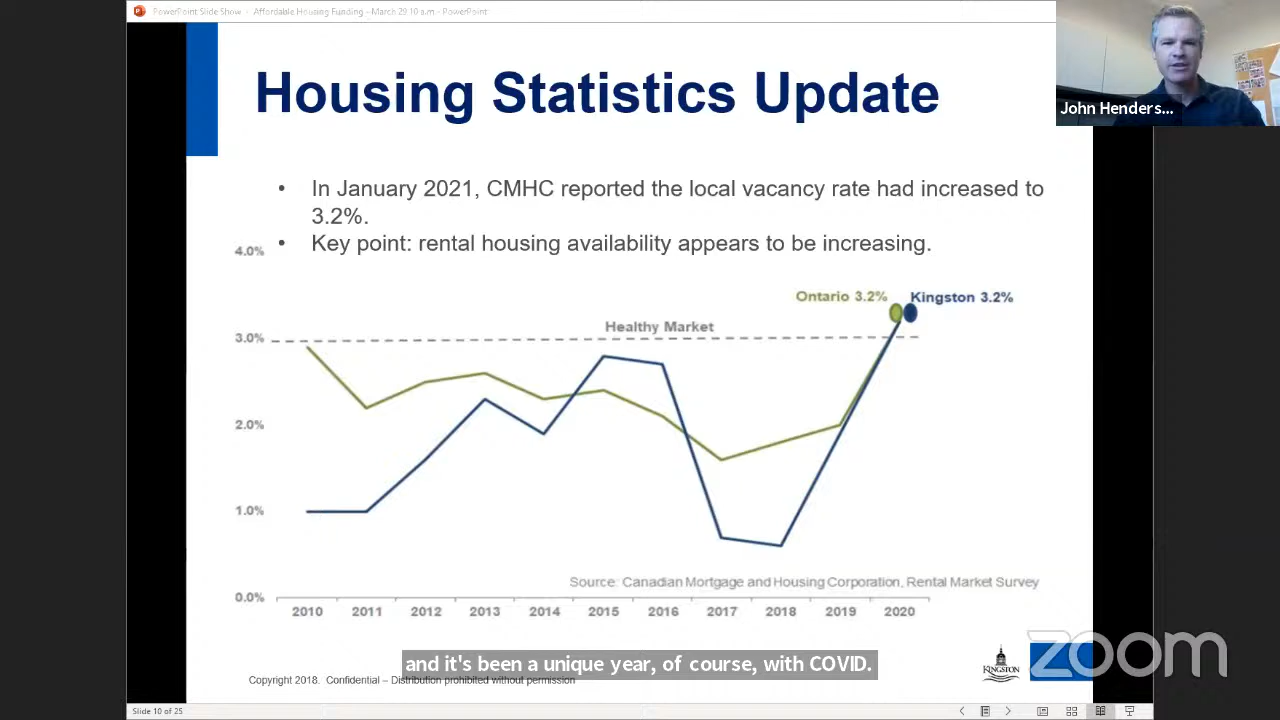 PowerPoint Slide Show - Affordable Housing Funding - March 29 10 a.m - PowerPoint
Housing Statistics Update
John Henders...
• In January 2021, CMHC reported the local vacancy rate had increased to
3.2%.
• Key point: rental housing availability appears to be increasing.
4.0%
Ontario 3.2%
Kingston 3.2%
Healthy Market
3.0%
2.0%
1.0%
Source: Canadian Mortgage and Housing Corporation, Rental Market Survey
0.0%
2010 2011 2012 2013 2014 2015 2016 2017 2018 2019 2020
and it's been a unique year, of course, with COVID.
KINGSTON
zoom
Copyright 2018. Confidential – Distribution prohibited without permission
Slide 10 of 25